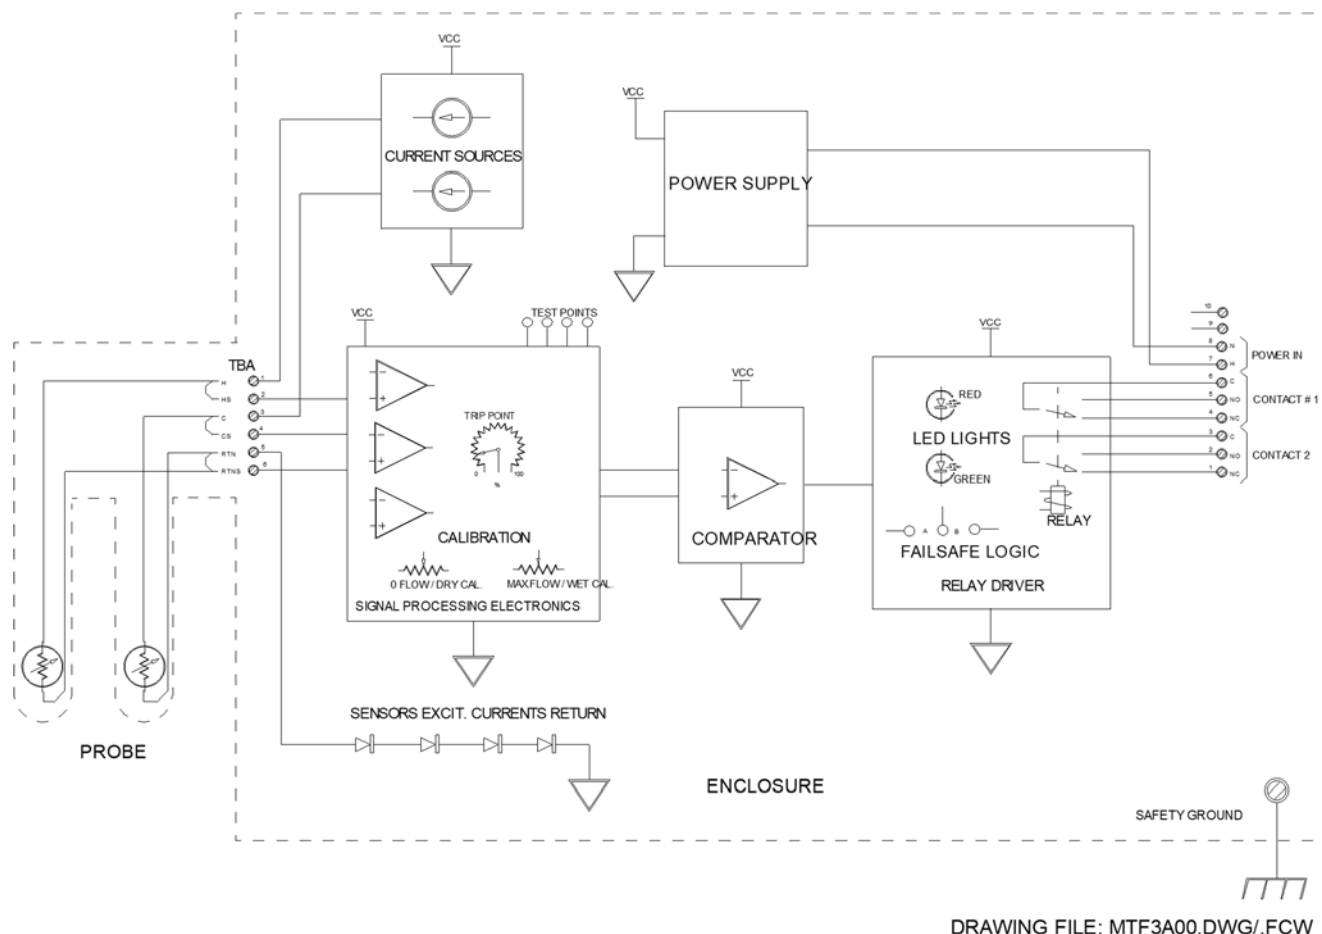 VCC
CURRENT SOURCES
VCC
POWER SUPPLY
VCC
TEST POINTS
TBA
H 1
HS 2
C 3
CS 4
RTN 5
RTNS 6
TRIP POINT
0 100
%
CALIBRATION
0 FLOW / DRY CAL.
MAX.FLOW / WET CAL.
SIGNAL PROCESSING ELECTRONICS
VCC
COMPARATOR
VCC
RED
LED LIGHTS
GREEN
RELAY
A B
FAILSAFE LOGIC
RELAY DRIVER
10
9
8 N
7 H
POWER IN
6 C
5 NO
4 NC
CONTACT # 1
3 C
2 NO
1 NC
CONTACT 2
SENSORS EXCIT. CURRENTS RETURN
PROBE
ENCLOSURE
SAFETY GROUND
DRAWING FILE: MTF3A00.DWG/.FCW